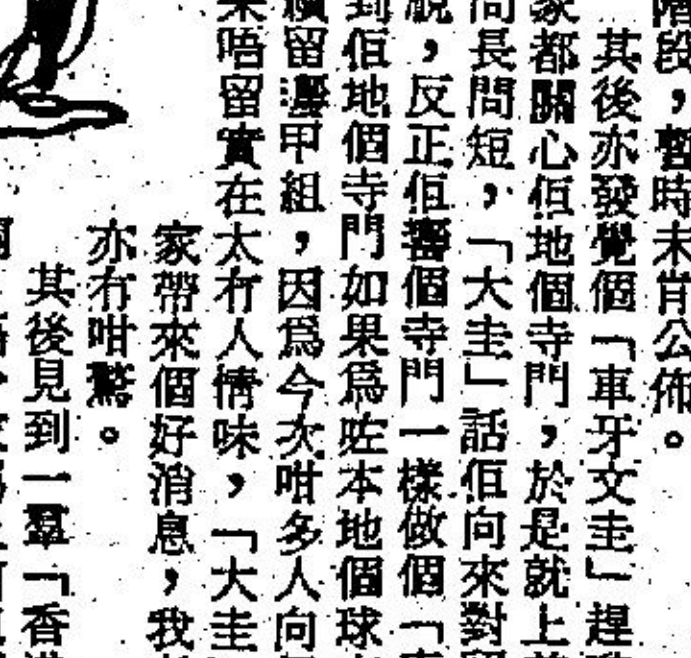 階段，暫時未肯公佈。
其後亦發覺個「車牙文圭」趕
家都關心佢地個寺門，於是就上
問長問短，「大圭」話佢向來對
說，反正佢響個寺門一樣做個「
到佢地個寺門如果爲咗本地個球
續留響甲組，因爲今次咁多人向
果唔留實在太冇人情味，「大圭
家帶來個好消息，我
亦冇咁驚。
其後見到一羣「香港